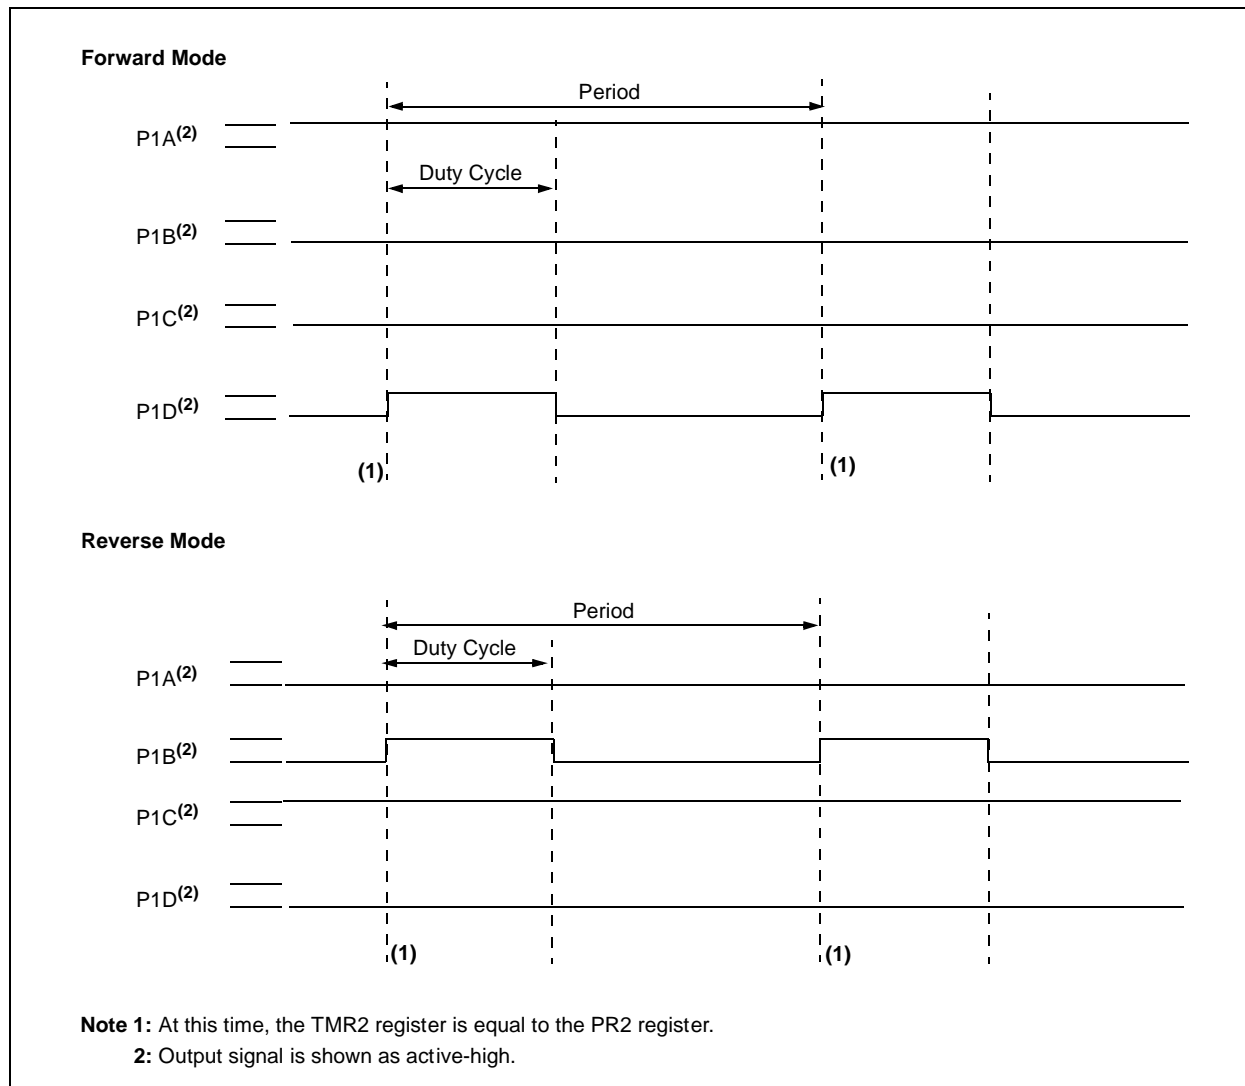 Forward Mode
Period
P1A(2)
Duty Cycle
P1B(2)
P1C(2)
P1D(2)
(1)
(1)
Reverse Mode
Period
Duty Cycle
P1A(2)
P1B(2)
P1C(2)
P1D(2)
(1)
(1)
Note 1: At this time, the TMR2 register is equal to the PR2 register.
2: Output signal is shown as active-high.